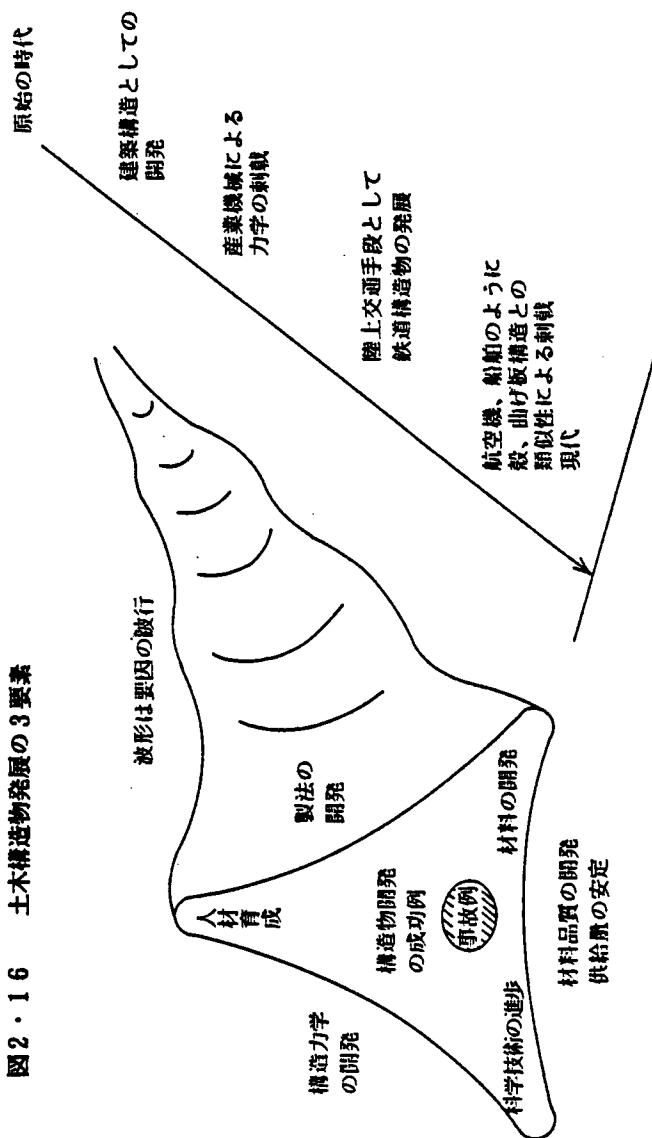 図2・16 土木構造物発展の3要素
原始の時代
建築構造としての
開発
産業機械による
力学の刺戟
陸上交通手段として
鉄道構造物の発展
航空機、船舶のように
殻、曲げ板構造との
類似性による刺戟
現代
波形は要因の跛行
製法の
開発
人材
育成
構造力学
の開発
構造物開発
の成功例
事故例
材料の開発
科学技術の進歩
材料品質の開発
供給量の安定